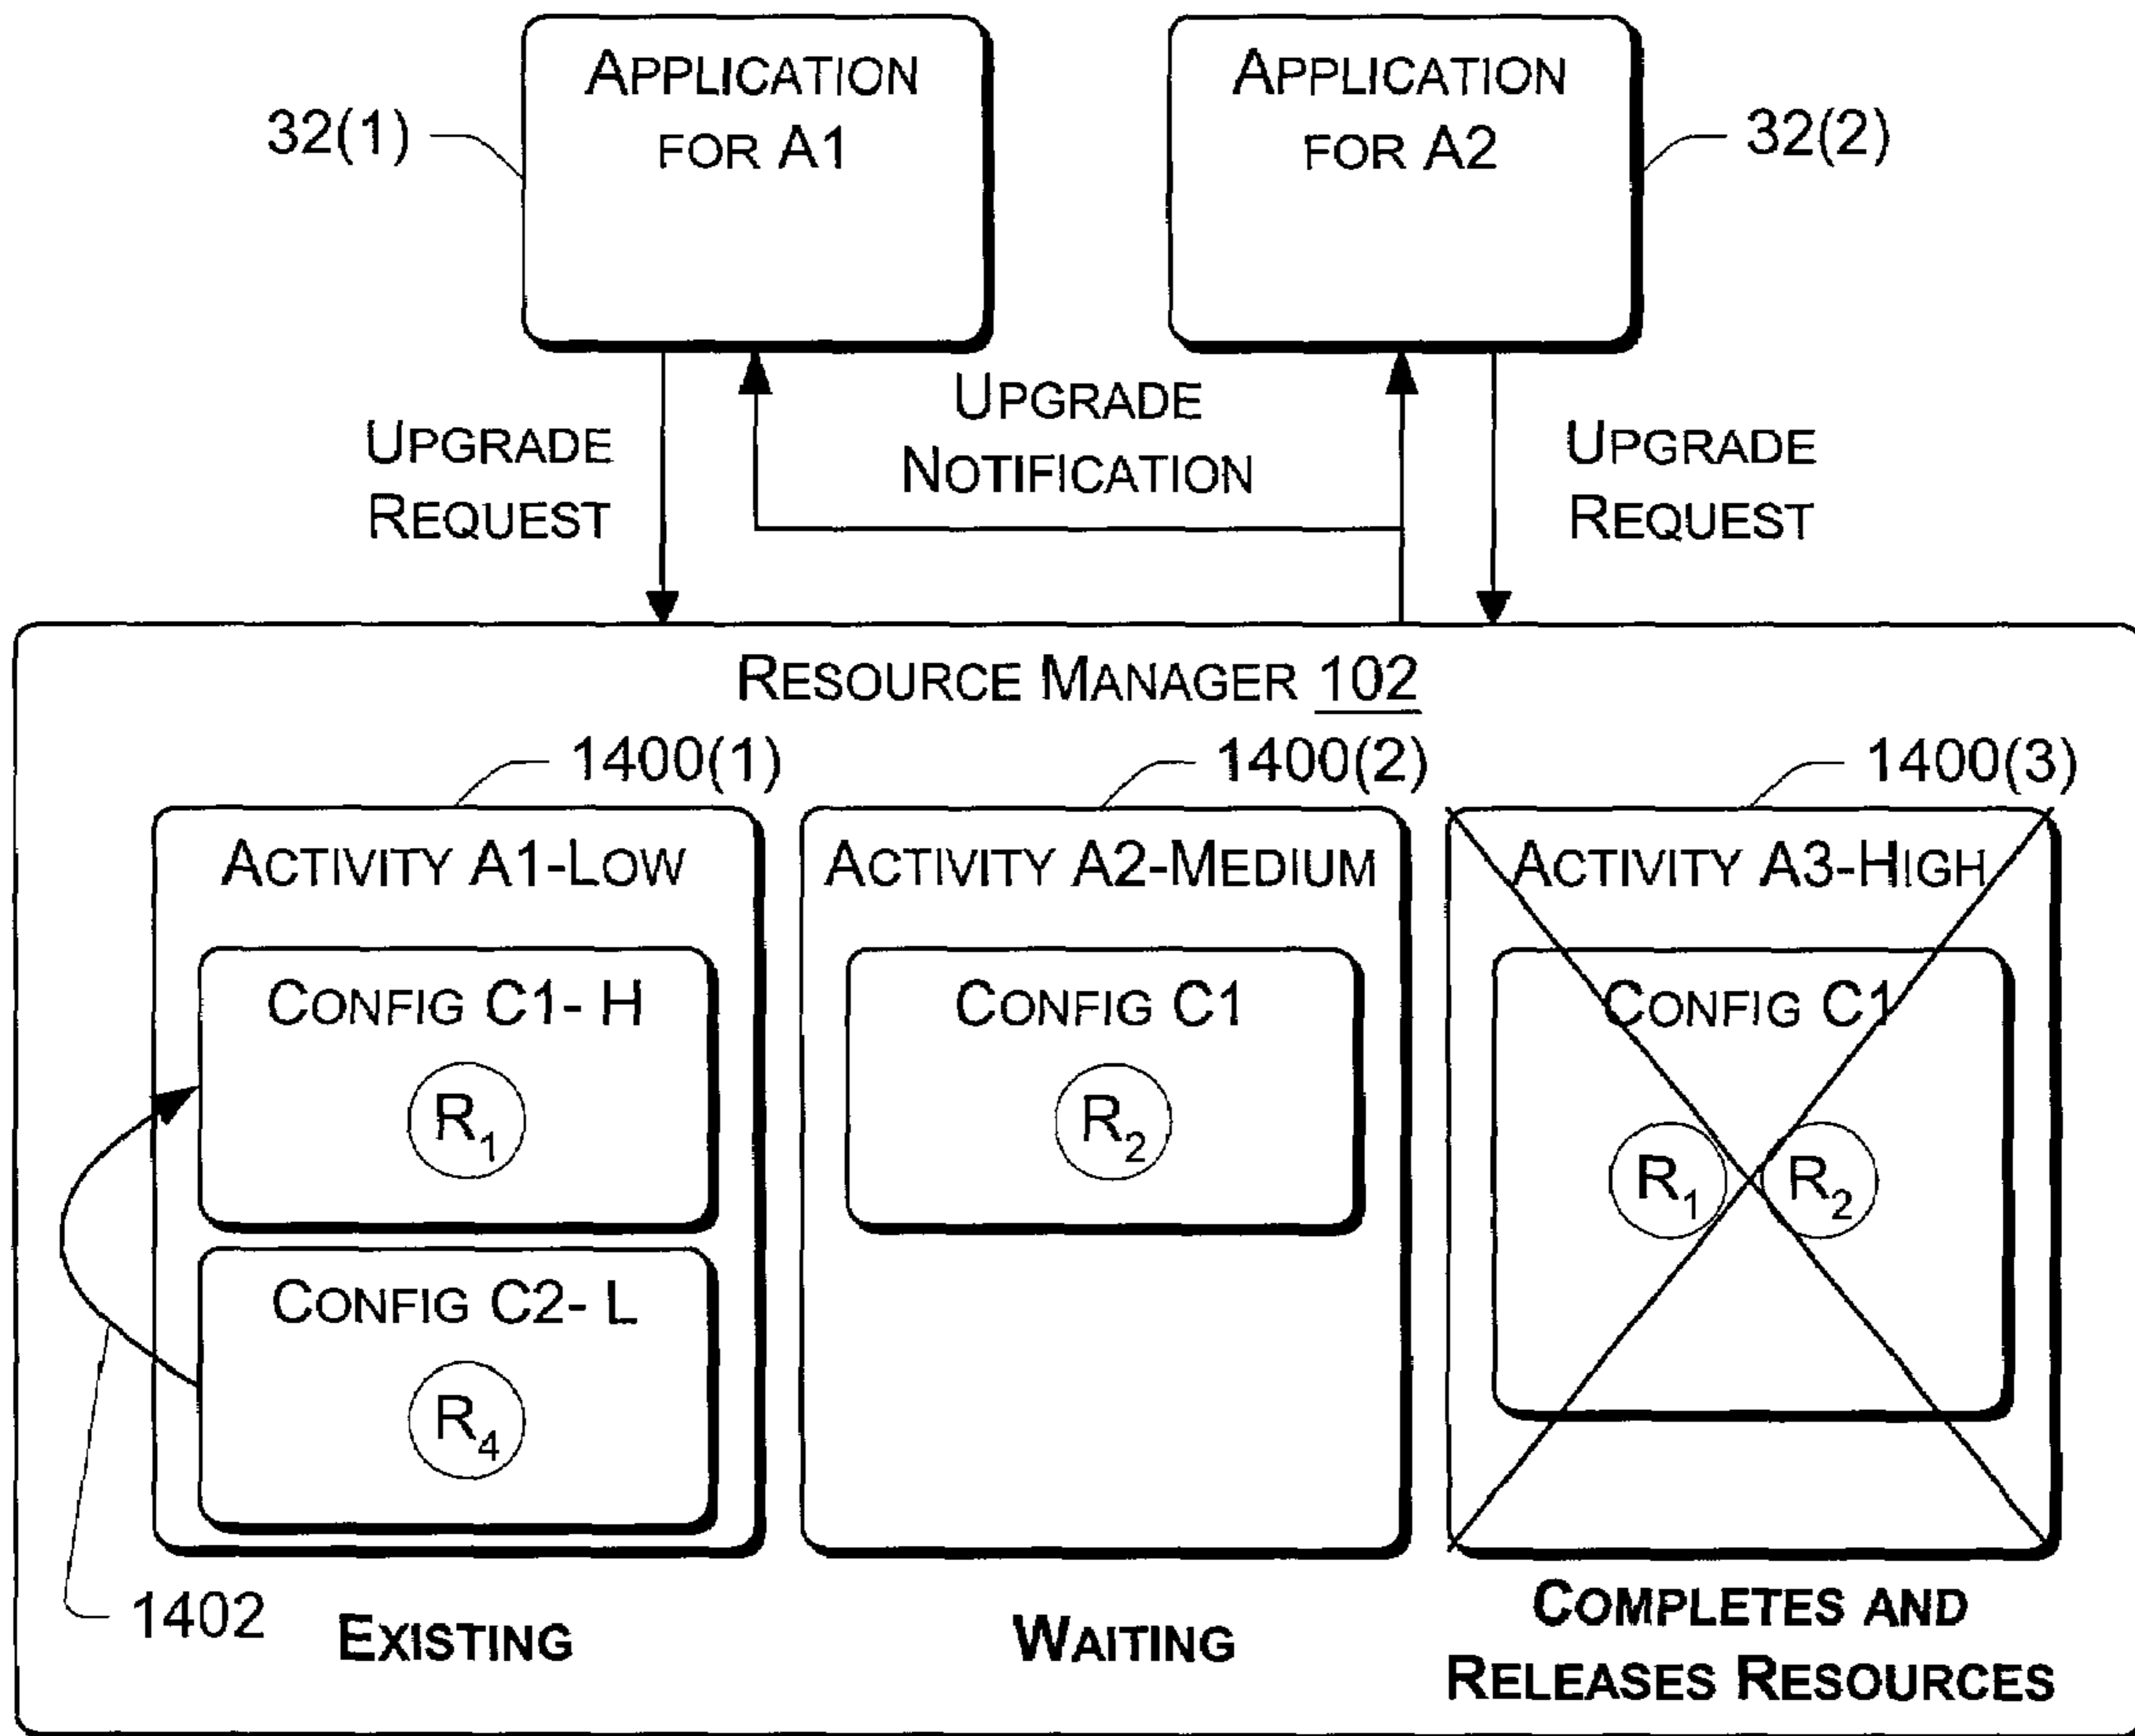 APPLICATION
FOR A1
APPLICATION
FOR A2
32(1)
32(2)
UPGRADE
REQUEST
UPGRADE
NOTIFICATION
UPGRADE
REQUEST
RESOURCE MANAGER 102
1400(1)
1400(2)
1400(3)
ACTIVITY A1-LOW
CONFIG C1- H
R1
CONFIG C2- L
R4
ACTIVITY A2-MEDIUM
CONFIG C1
R2
ACTIVITY A3-HIGH
CONFIG C1
R1 R2
1402
EXISTING
WAITING
COMPLETES AND
RELEASES RESOURCES